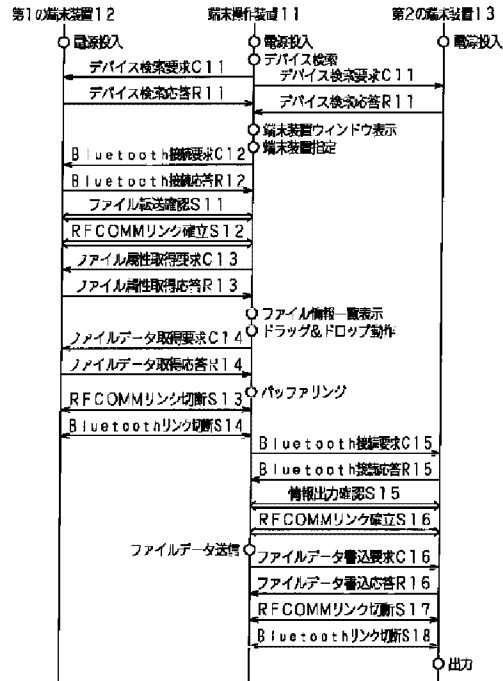 第1の端末装置12 端末操作装置11 第2の端末装置13
電源投入 電源投入 電源投入
デバイス検索
デバイス検索要求C11 デバイス検索要求C11
デバイス検索応答R11 デバイス検索応答R11
端末装置ウィンドウ表示
端末装置指定
Bluetooth接続要求C12
Bluetooth接続応答R12
ファイル転送確認S11
RFCOMMリンク確立S12
ファイル属性取得要求C13
ファイル属性取得応答R13
ファイル情報一覧表示
ドラッグ&ドロップ動作
ファイルデータ取得要求C14
ファイルデータ取得応答R14
バッファリング
RFCOMMリンク切断S13
Bluetoothリンク切断S14
Bluetooth接続要求C15
Bluetooth接続応答R15
情報出力確認S15
RFCOMMリンク確立S16
ファイルデータ送信
ファイルデータ書込要求C16
ファイルデータ書込応答R16
RFCOMMリンク切断S17
Bluetoothリンク切断S18
出力